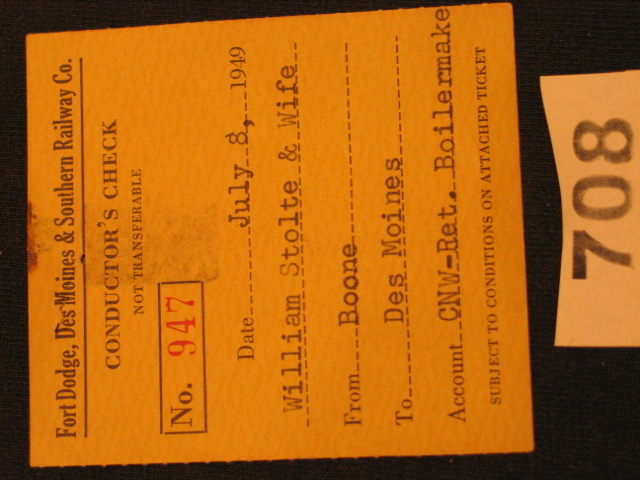 Fort Dodge, Des Moines & Southern Railway Co.
CONDUCTOR'S CHECK
NOT TRANSFERABLE
No. 947
Date July 8, 1949
William Stolte & Wife
From Boone
To Des Moines
Account CNW-Ret. Boilermake
SUBJECT TO CONDITIONS ON ATTACHED TICKET
708